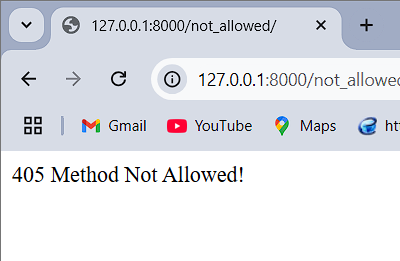 127.0.0.1:8000/not_allowed/
127.0.0.1:8000/not_allowed
Gmail YouTube Maps
405 Method Not Allowed!